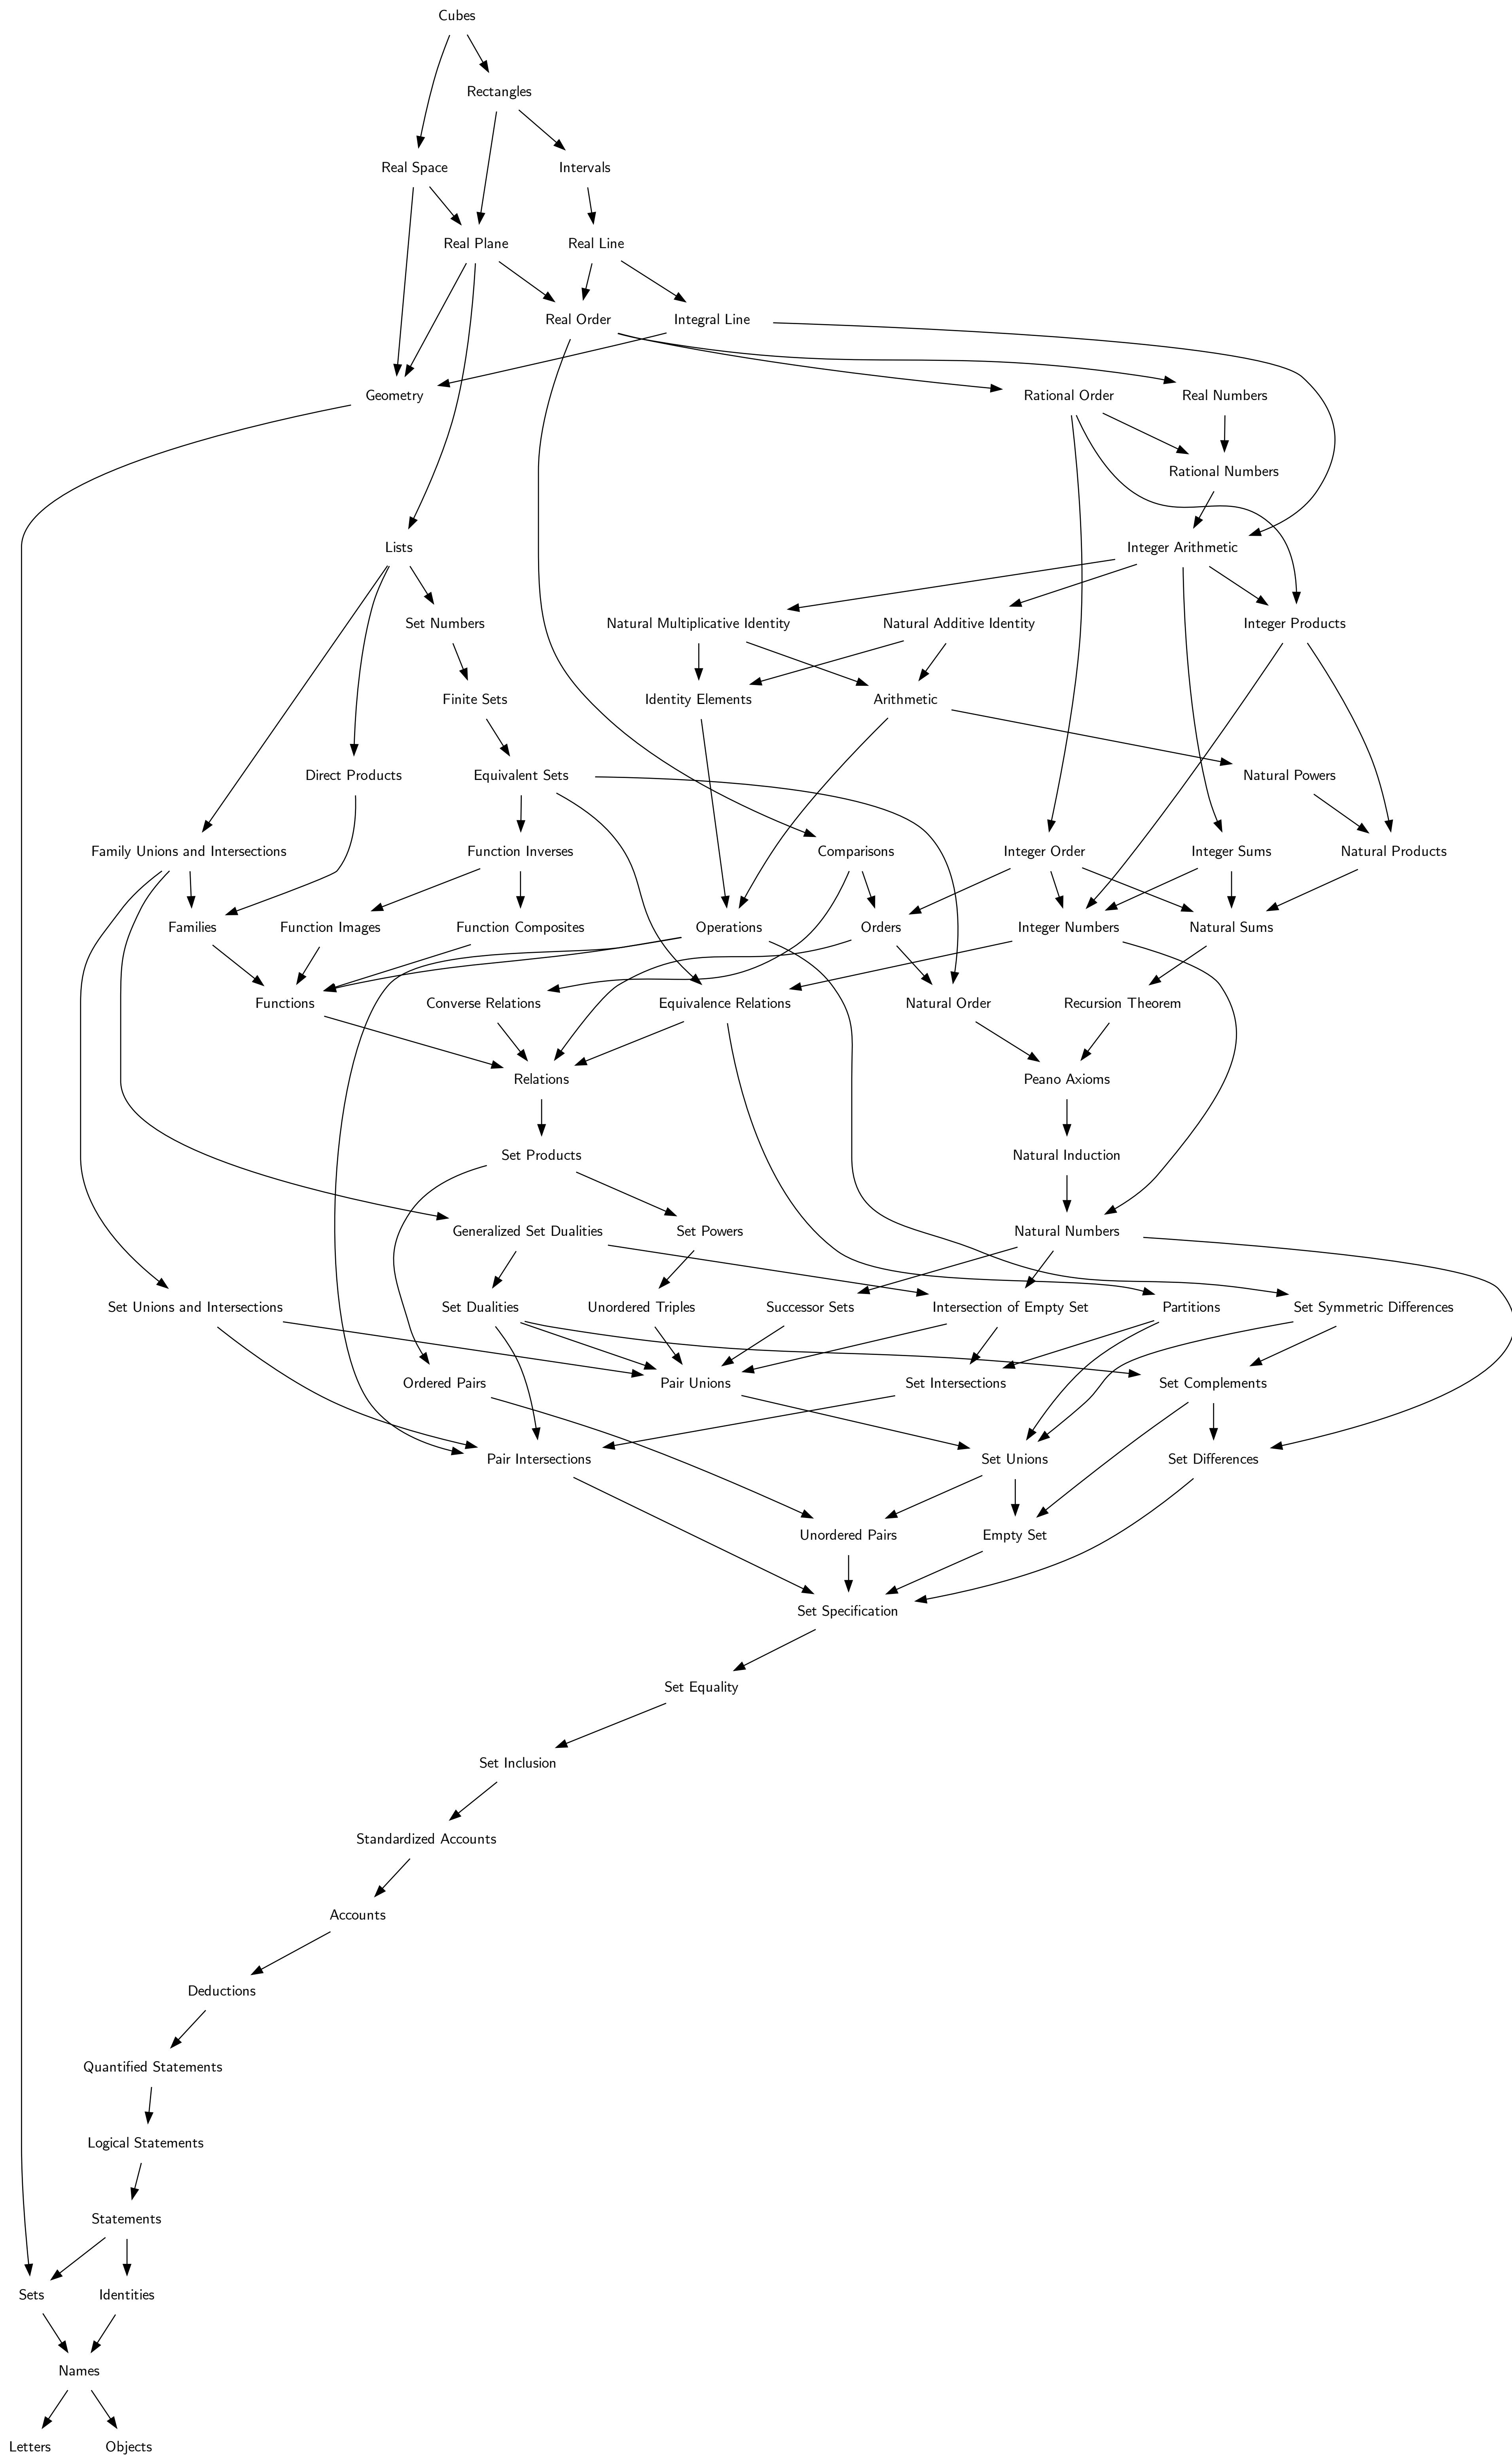 Cubes
Rectangles
Real Space
Intervals
Real Plane
Real Line
Real Order
Integral Line
Geometry
Rational Order
Real Numbers
Rational Numbers
Lists
Integer Arithmetic
Set Numbers
Natural Multiplicative Identity
Natural Additive Identity
Integer Products
Finite Sets
Identity Elements
Arithmetic
Direct Products
Equivalent Sets
Natural Powers
Family Unions and Intersections
Function Inverses
Comparisons
Integer Order
Integer Sums
Natural Products
Families
Function Images
Function Composites
Operations
Orders
Integer Numbers
Natural Sums
Functions
Converse Relations
Equivalence Relations
Natural Order
Recursion Theorem
Relations
Peano Axioms
Set Products
Natural Induction
Generalized Set Dualities
Set Powers
Natural Numbers
Set Unions and Intersections
Set Dualities
Unordered Triples
Successor Sets
Intersection of Empty Set
Partitions
Set Symmetric Differences
Ordered Pairs
Pair Unions
Set Intersections
Set Complements
Pair Intersections
Set Unions
Set Differences
Unordered Pairs
Empty Set
Set Specification
Set Equality
Set Inclusion
Standardized Accounts
Accounts
Deductions
Quantified Statements
Logical Statements
Statements
Sets
Identities
Names
Letters
Objects